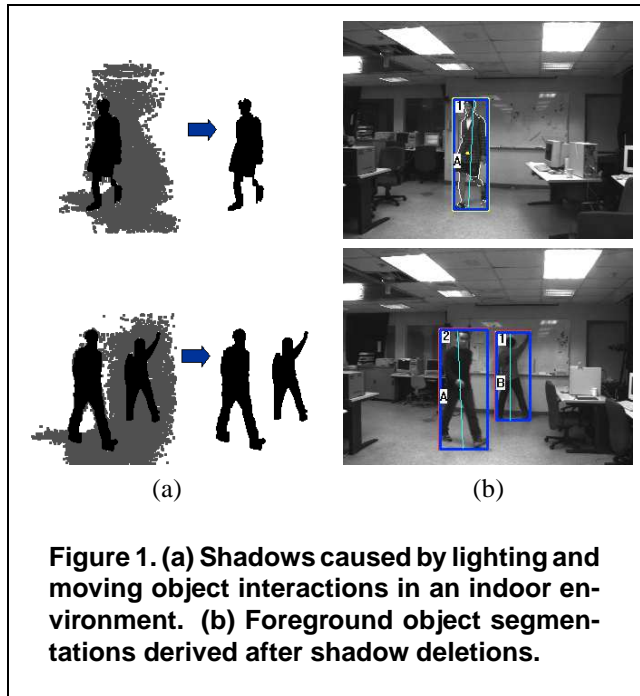 1
A
2
1
A
B
(a)
(b)
Figure 1. (a) Shadows caused by lighting and
moving object interactions in an indoor en-
vironment. (b) Foreground object segmen-
tations derived after shadow deletions.